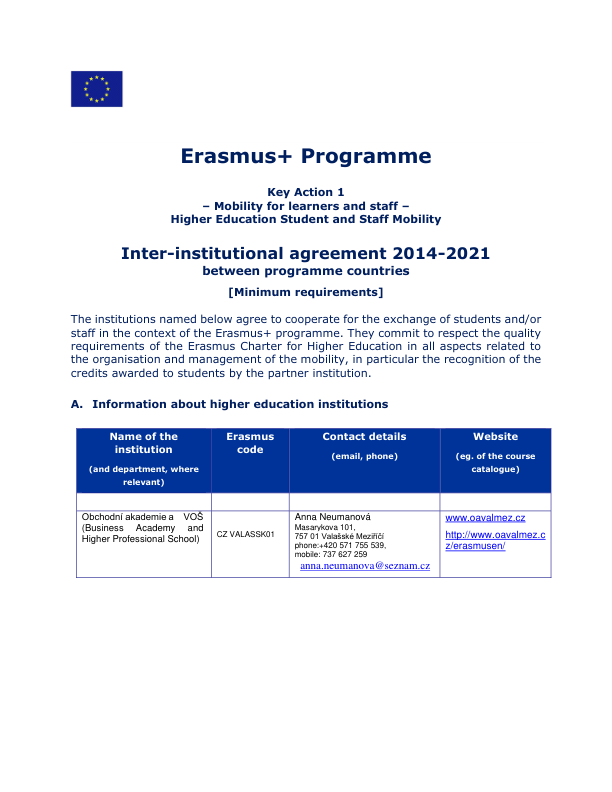 Erasmus+ Programme
Key Action 1
– Mobility for learners and staff –
Higher Education Student and Staff Mobility
Inter-institutional agreement 2014-2021
between programme countries
[Minimum requirements]
The institutions named below agree to cooperate for the exchange of students and/or
staff in the context of the Erasmus+ programme. They commit to respect the quality
requirements of the Erasmus Charter for Higher Education in all aspects related to
the organisation and management of the mobility, in particular the recognition of the
credits awarded to students by the partner institution.
A. Information about higher education institutions
Name of the
institution
(and department, where
relevant)
Erasmus
code
Contact details
(email, phone)
Website
(eg. of the course
catalogue)
Obchodní akademie a VOŠ
(Business Academy and
Higher Professional School)
CZ VALASSK01
Anna Neumanová
Masarykova 101,
757 01 Valašské Meziříčí
phone:+420 571 755 539,
mobile: 737 627 259
anna.neumanova@seznam.cz
www.oavalmez.cz
http://www.oavalmez.c
z/erasmusen/